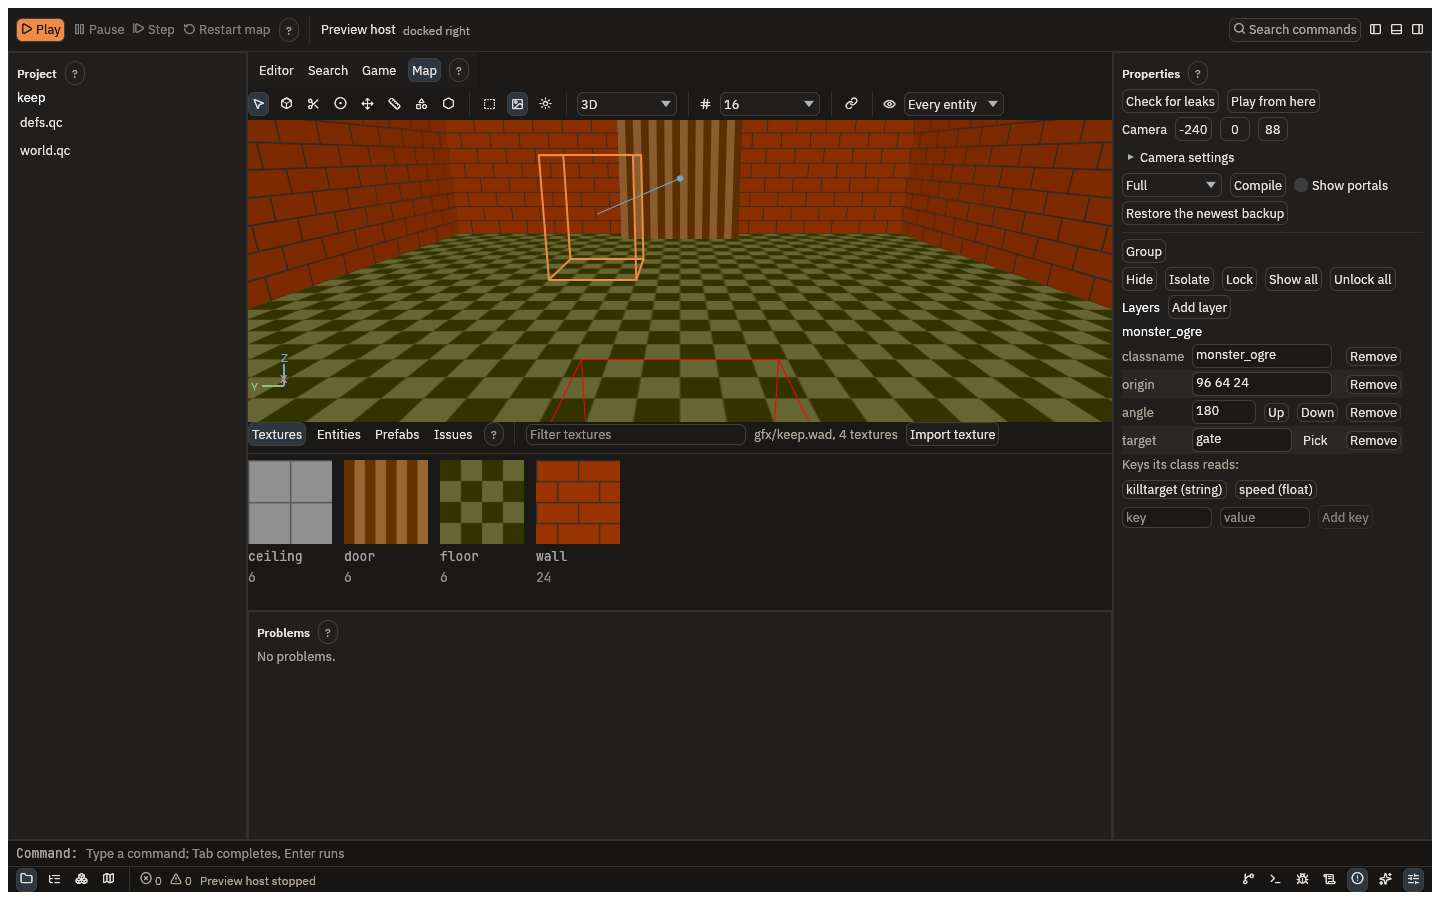 Play Pause Step Restart map ? Preview host docked right Search commands
Project ?
keep
defs.qc
world.qc
Editor Search Game Map ?
3D 16 Every entity
Z
Y X
Textures Entities Prefabs Issues ? Filter textures gfx/keep.wad, 4 textures Import texture
ceiling door floor wall
6 6 6 24
Problems ?
No problems.
Properties ?
Check for leaks Play from here
Camera -240 0 88
Camera settings
Full Compile Show portals
Restore the newest backup
Group
Hide Isolate Lock Show all Unlock all
Layers Add layer
monster_ogre
classname monster_ogre Remove
origin 96 64 24 Remove
angle 180 Up Down Remove
target gate Pick Remove
Keys its class reads:
killtarget (string) speed (float)
key value Add key
Command: Type a command; Tab completes, Enter runs
0 0 Preview host stopped